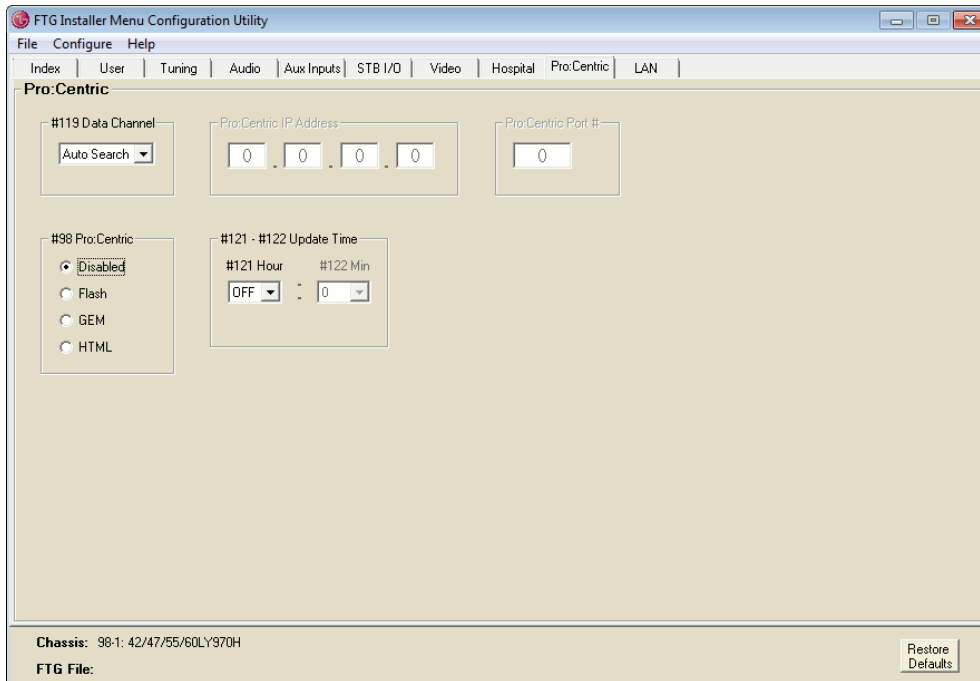 FTG Installer Menu Configuration Utility
File Configure Help
Index User Tuning Audio Aux Inputs STB I/O Video Hospital Pro:Centric LAN
Pro:Centric
#119 Data Channel Pro:Centric IP Address Pro:Centric Port #
Auto Search 0 . 0 . 0 . 0 0
#98 Pro:Centric #121 - #122 Update Time
Disabled #121 Hour #122 Min
Flash OFF : 0
GEM
HTML
Chassis: 98-1: 42/47/55/60LY970H
Restore Defaults
FTG File: